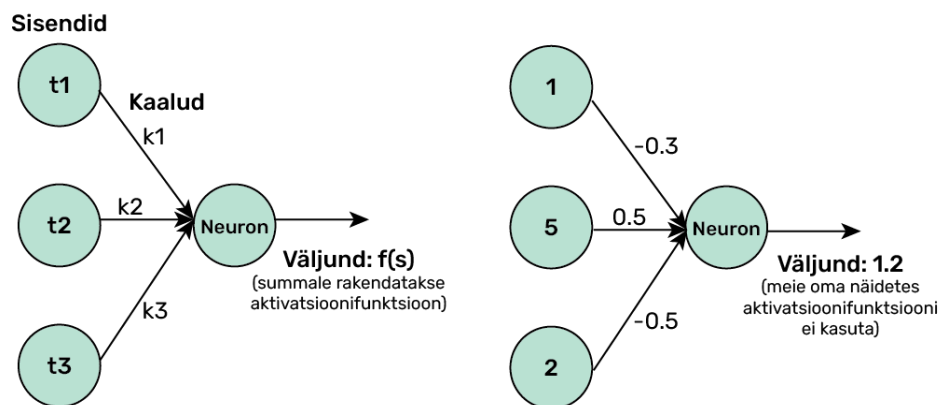 Sisendid
t1
Kaalud
k1
t2
k2
Neuron
Väljund: f(s)
(summale rakendatakse
aktivatsioonifunktsioon)
k3
t3
1
-0.3
5
0.5
Neuron
Väljund: 1.2
(meie oma näidetes
aktivatsioonifunktsiooni
ei kasuta)
-0.5
2